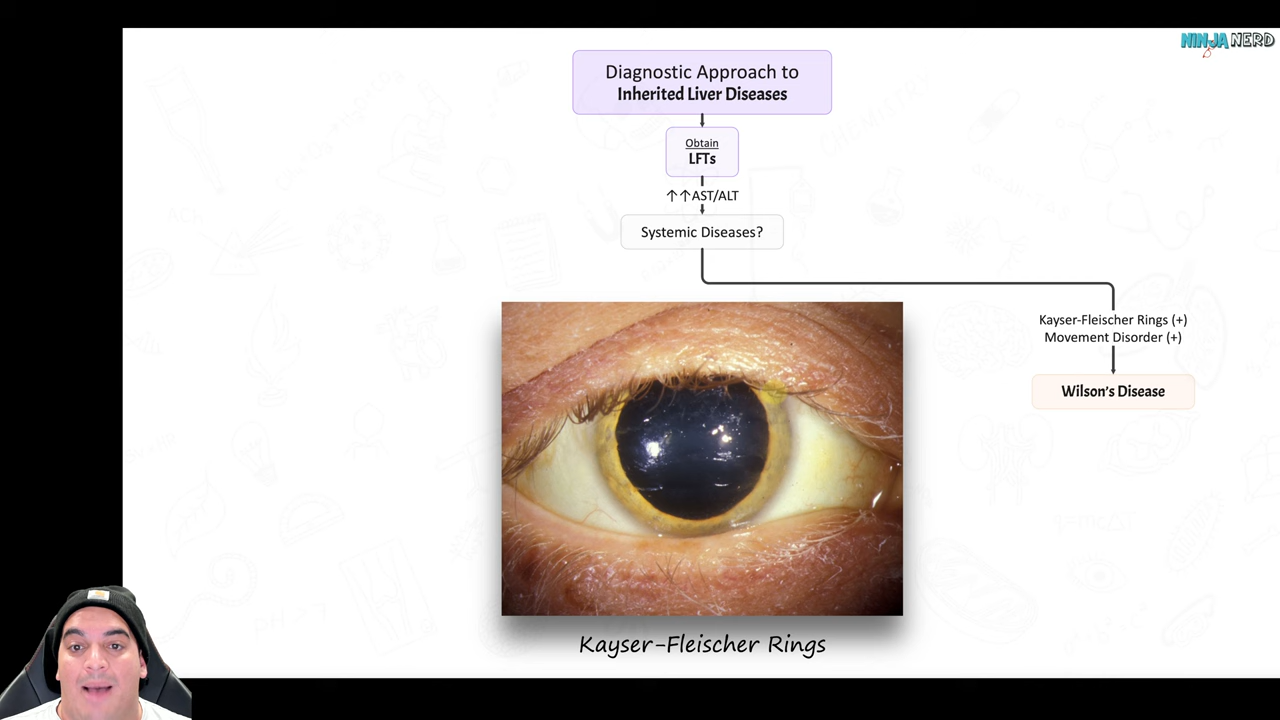 NINJA NERD
Diagnostic Approach to
Inherited Liver Diseases
Obtain
LFTs
↑↑AST/ALT
Systemic Diseases?
Kayser-Fleischer Rings (+)
Movement Disorder (+)
Wilson's Disease
Kayser-Fleischer Rings